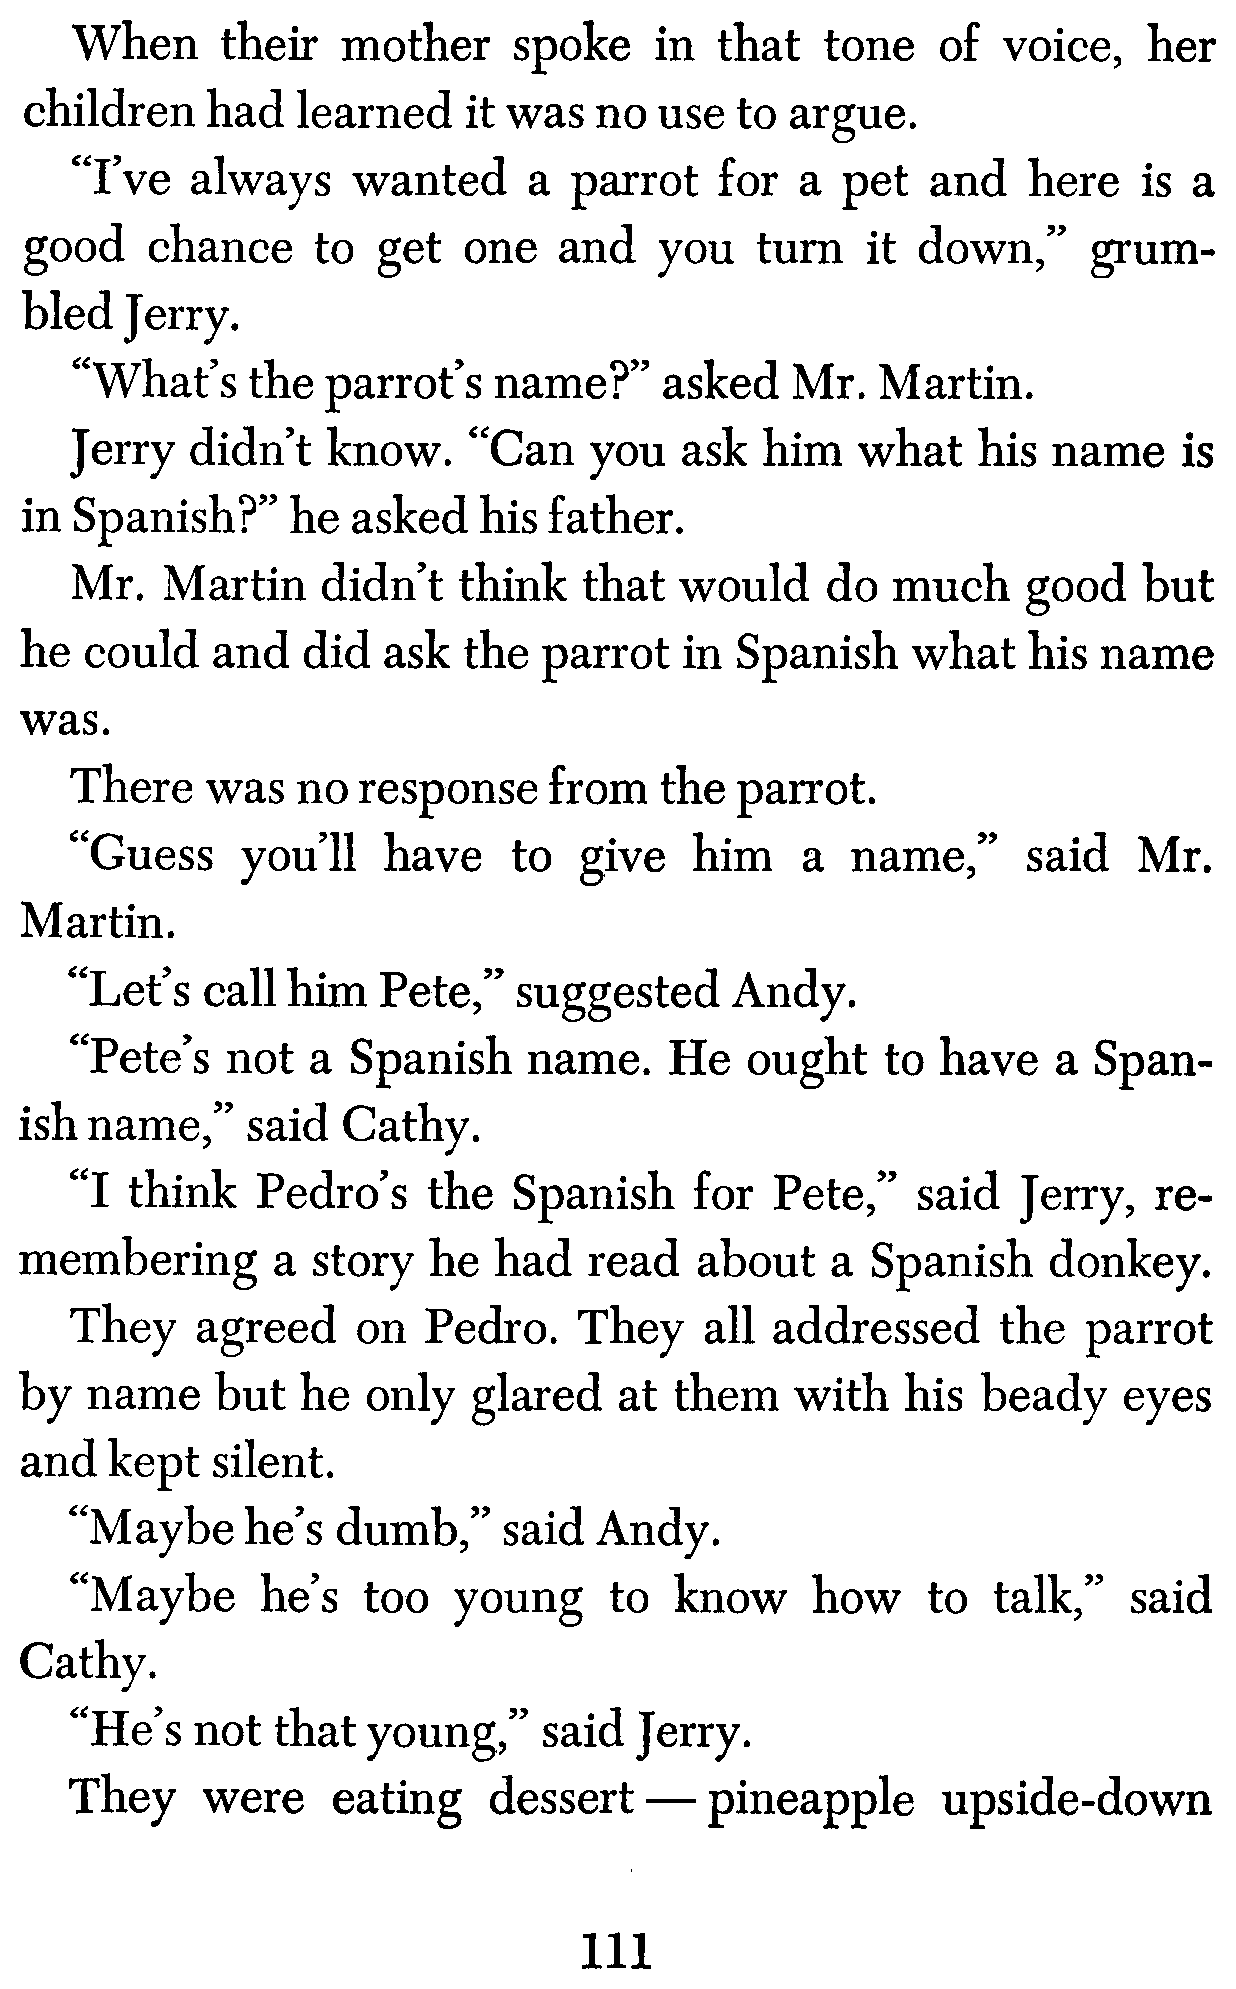 When their mother spoke in that tone of voice, her
children had learned it was no use to argue.
“I’ve always wanted a parrot for a pet and here is a
good chance to get one and you turn it down,” grum-
bled Jerry.
“What’s the parrot’s name?” asked Mr. Martin.
Jerry didn’t know. “Can you ask him what his name is
in Spanish?” he asked his father.
Mr. Martin didn’t think that would do much good but
he could and did ask the parrot in Spanish what his name
was.
There was no response from the parrot.
“Guess you’ll have to give him a name,” said Mr.
Martin.
“Let’s call him Pete,” suggested Andy.
“Pete’s not a Spanish name. He ought to have a Span-
ish name,” said Cathy.
“I think Pedro’s the Spanish for Pete,” said Jerry, re-
membering a story he had read about a Spanish donkey.
They agreed on Pedro. They all addressed the parrot
by name but he only glared at them with his beady eyes
and kept silent.
“Maybe he’s dumb,” said Andy.
“Maybe he’s too young to know how to talk,” said
Cathy.
“He’s not that young,” said Jerry.
They were eating dessert — pineapple upside-down
111